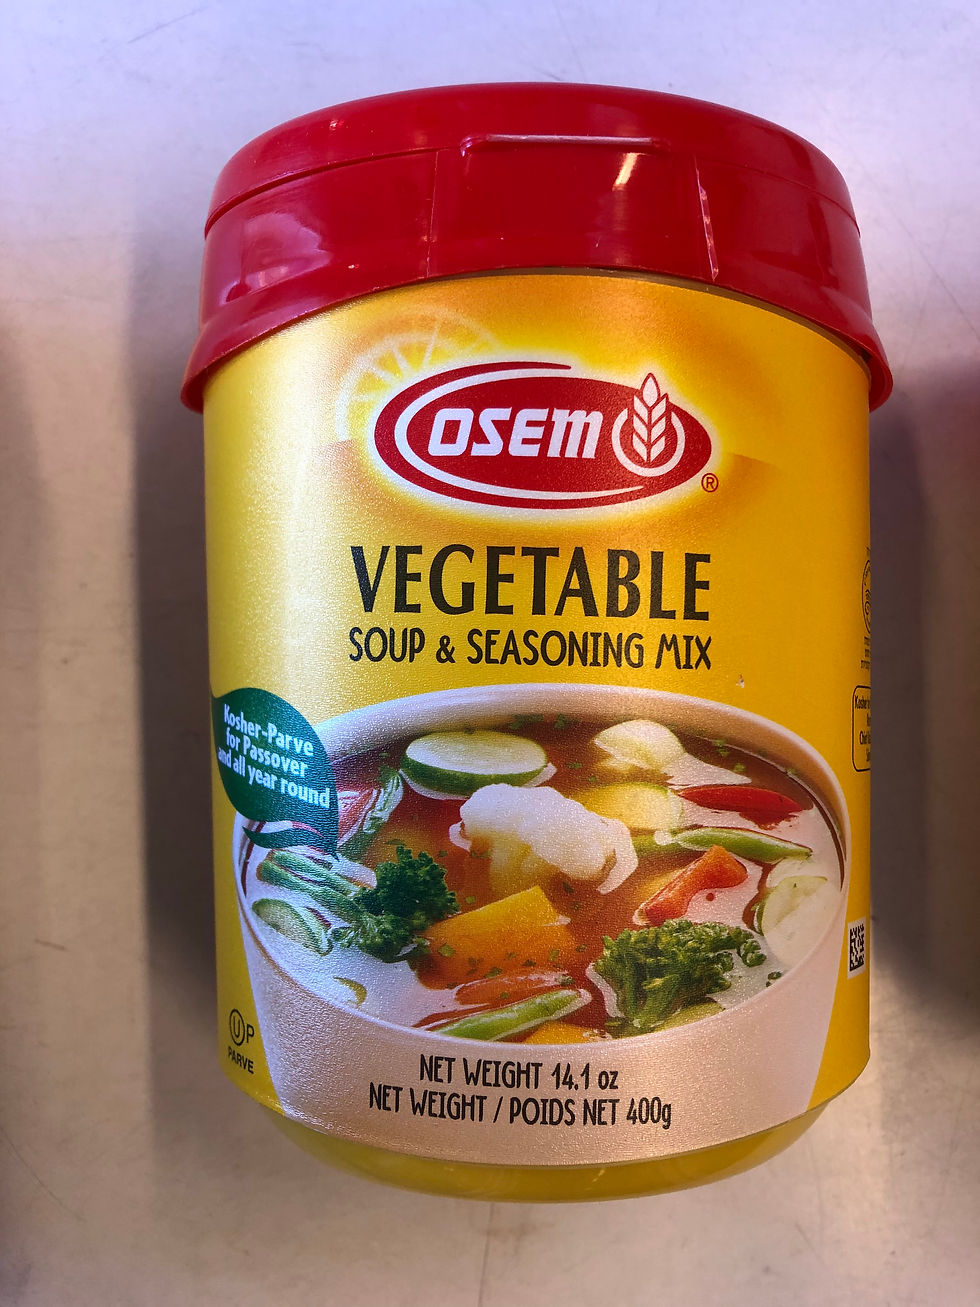 OSEM
®
VEGETABLE
SOUP & SEASONING MIX
Kosher-Parve
for Passover
and all year round
U P
PARVE
NET WEIGHT 14.1 oz
NET WEIGHT / POIDS NET 400g